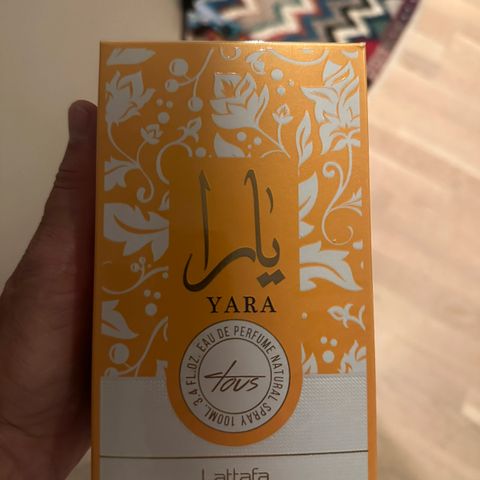 يارا
YARA
EAU DE PERFUME NATURAL SPRAY 100ML. 3.4 FL.OZ.
tous
Lattafa